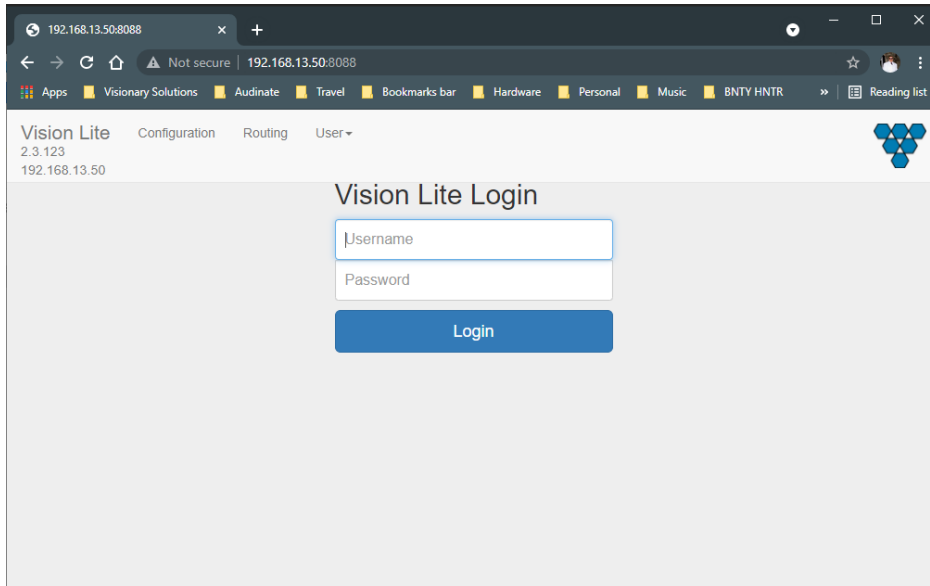 192.168.13.50:8088
Not secure 192.168.13.50:8088
Apps Visionary Solutions Audinate Travel Bookmarks bar Hardware Personal Music BNTY HNTR » Reading list
Vision Lite Configuration Routing User
2.3.123
192.168.13.50
Vision Lite Login
Username
Password
Login